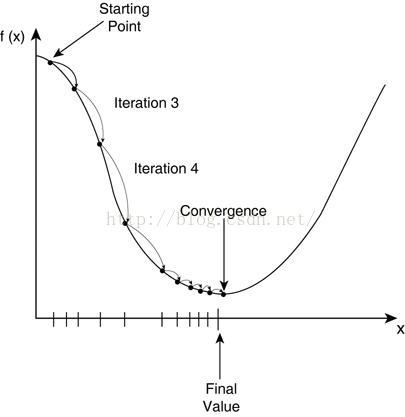 Starting
Point
f (x)
Iteration 3
Iteration 4
http://blog.csdn.net/
Convergence
x
Final
Value